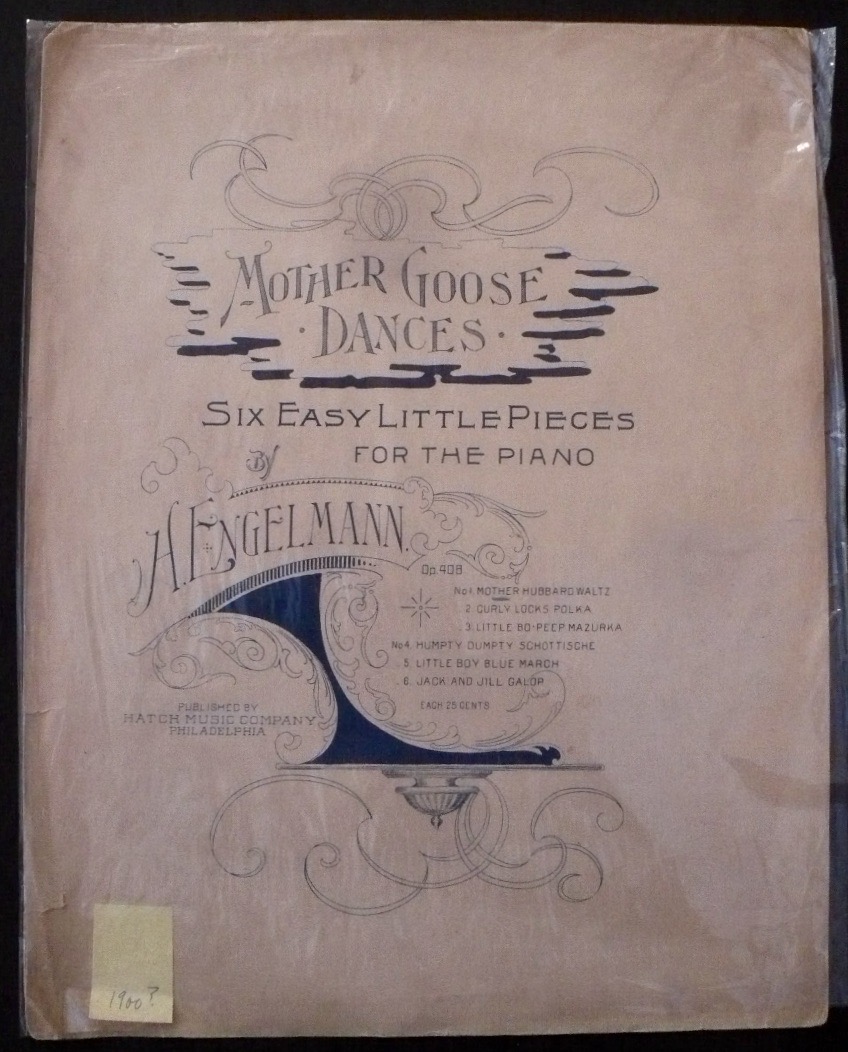 MOTHER GOOSE
· DANCES ·
SIX EASY LITTLE PIECES
BY FOR THE PIANO
H. ENGELMANN.
Op. 408
No 1. MOTHER HUBBARD WALTZ
2. CURLY LOCKS POLKA
3. LITTLE BO-PEEP MAZURKA
No 4. HUMPTY DUMPTY SCHOTTISCHE
5. LITTLE BOY BLUE MARCH
6. JACK AND JILL GALOP
EACH 25 CENTS
PUBLISHED BY
HATCH MUSIC COMPANY
PHILADELPHIA
1900?